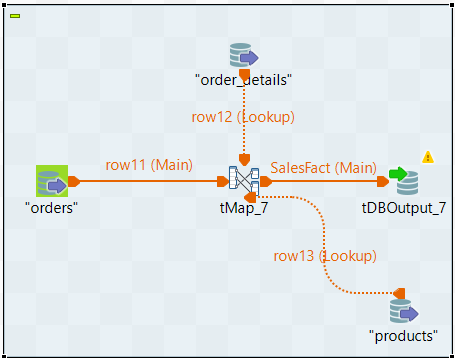 "order_details"
row12 (Lookup)
row11 (Main)
SalesFact (Main)
"orders"
tMap_7
tDBOutput_7
row13 (Lookup)
"products"